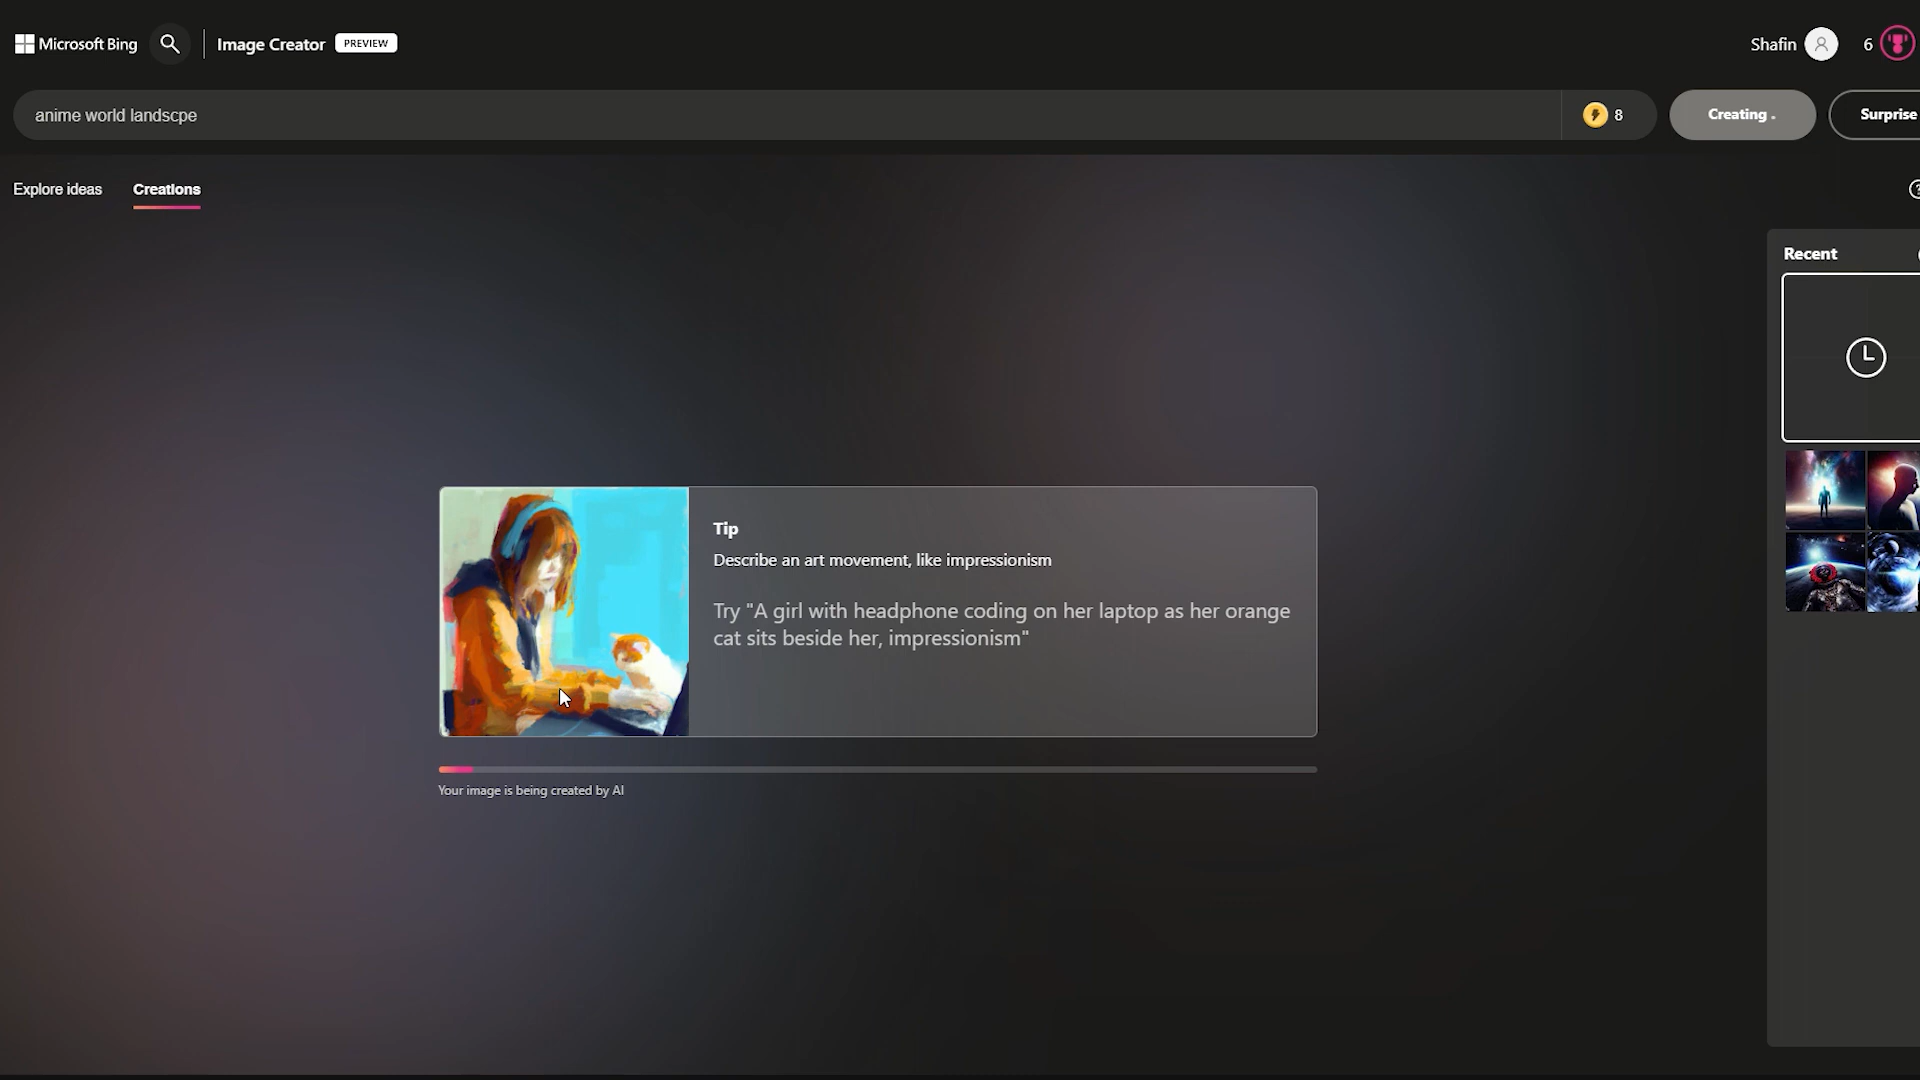 Microsoft Bing
Image Creator
PREVIEW
Shafin
6
anime world landscpe
8
Creating .
Surprise
Explore ideas
Creations
Recent
Tip
Describe an art movement, like impressionism
Try "A girl with headphone coding on her laptop as her orange
cat sits beside her, impressionism"
Your image is being created by AI